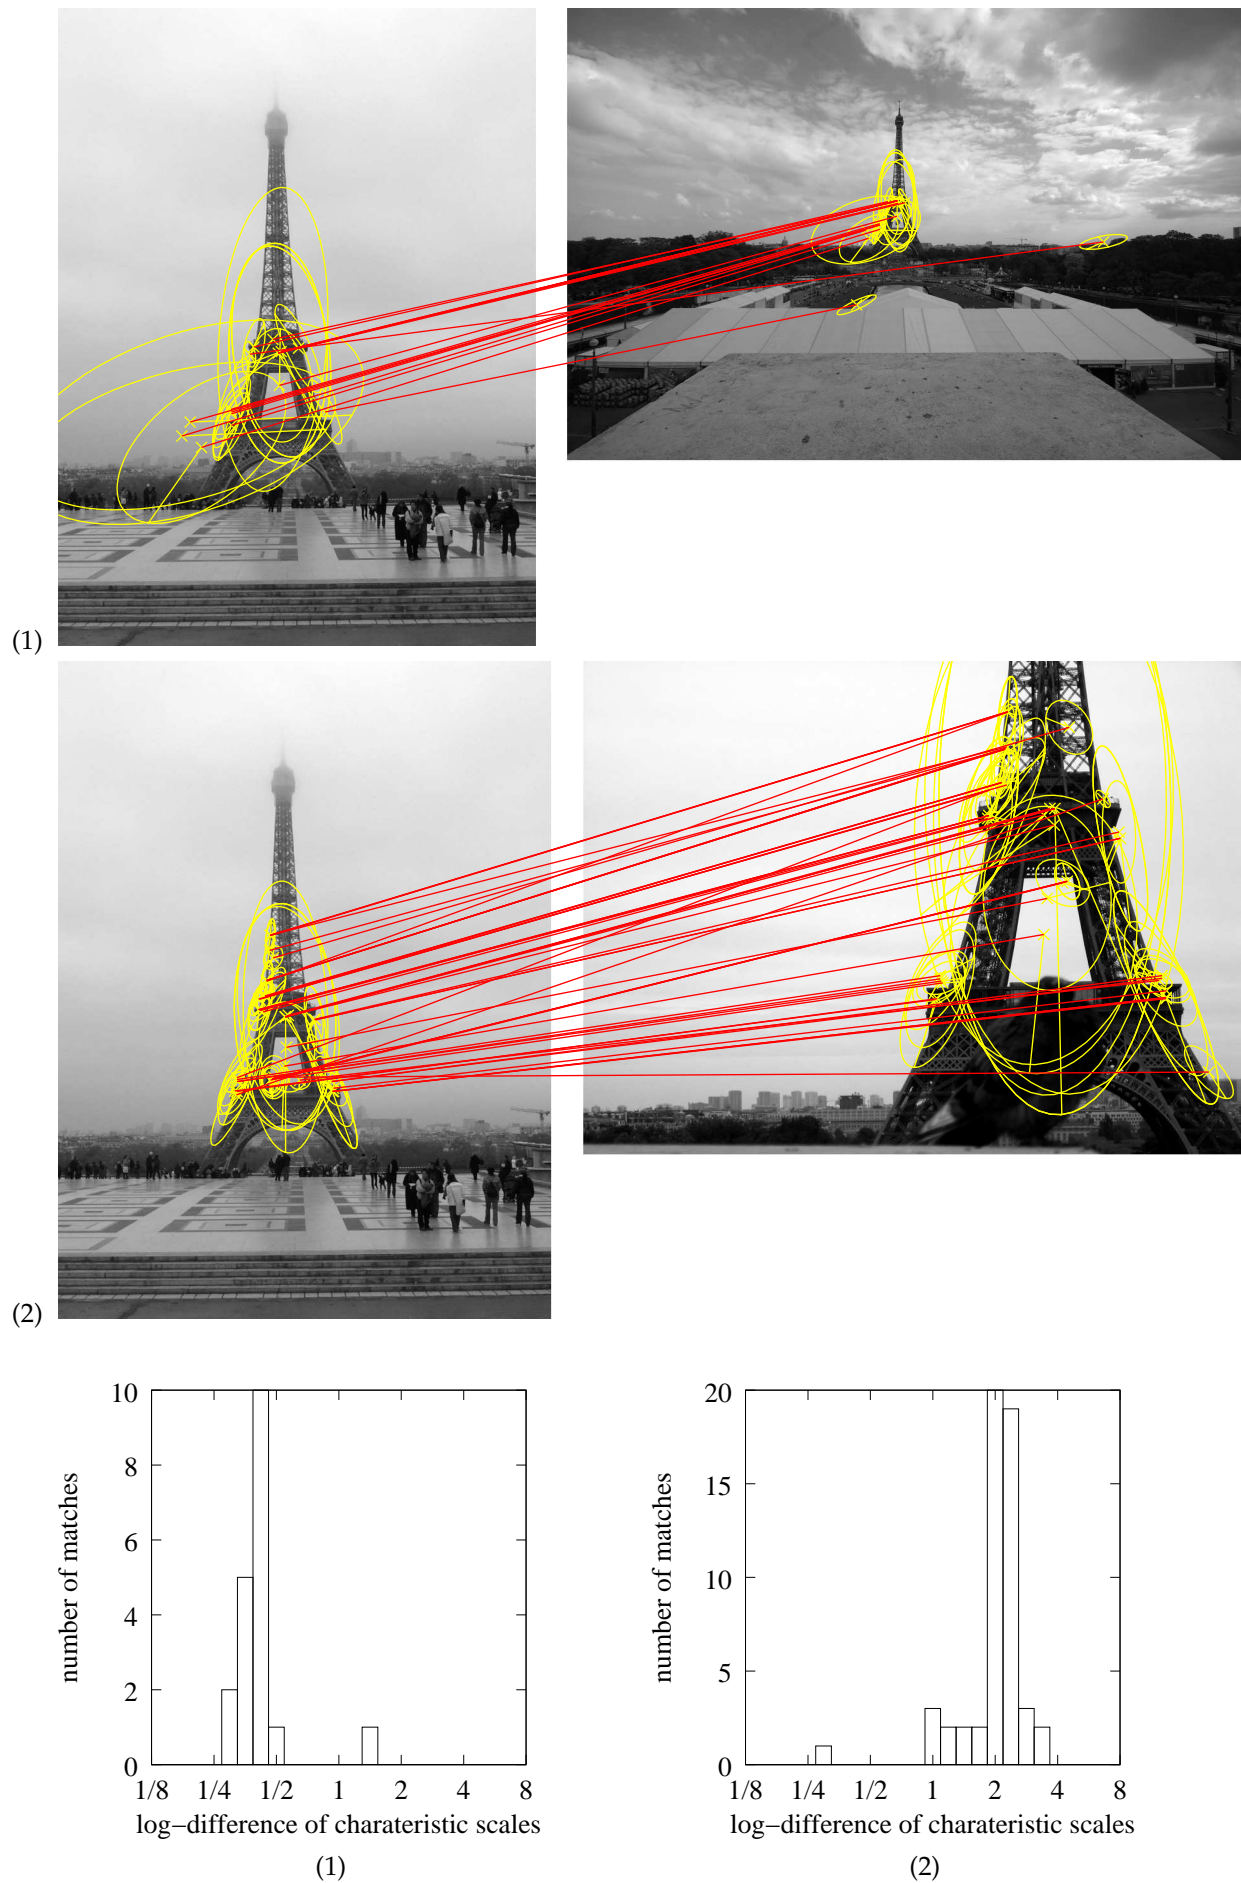 (1)
(2)
10
8
6
4
2
0
number of matches
1/8 1/4 1/2 1 2 4 8
log−difference of charateristic scales
(1)
20
15
10
5
0
number of matches
1/8 1/4 1/2 1 2 4 8
log−difference of charateristic scales
(2)